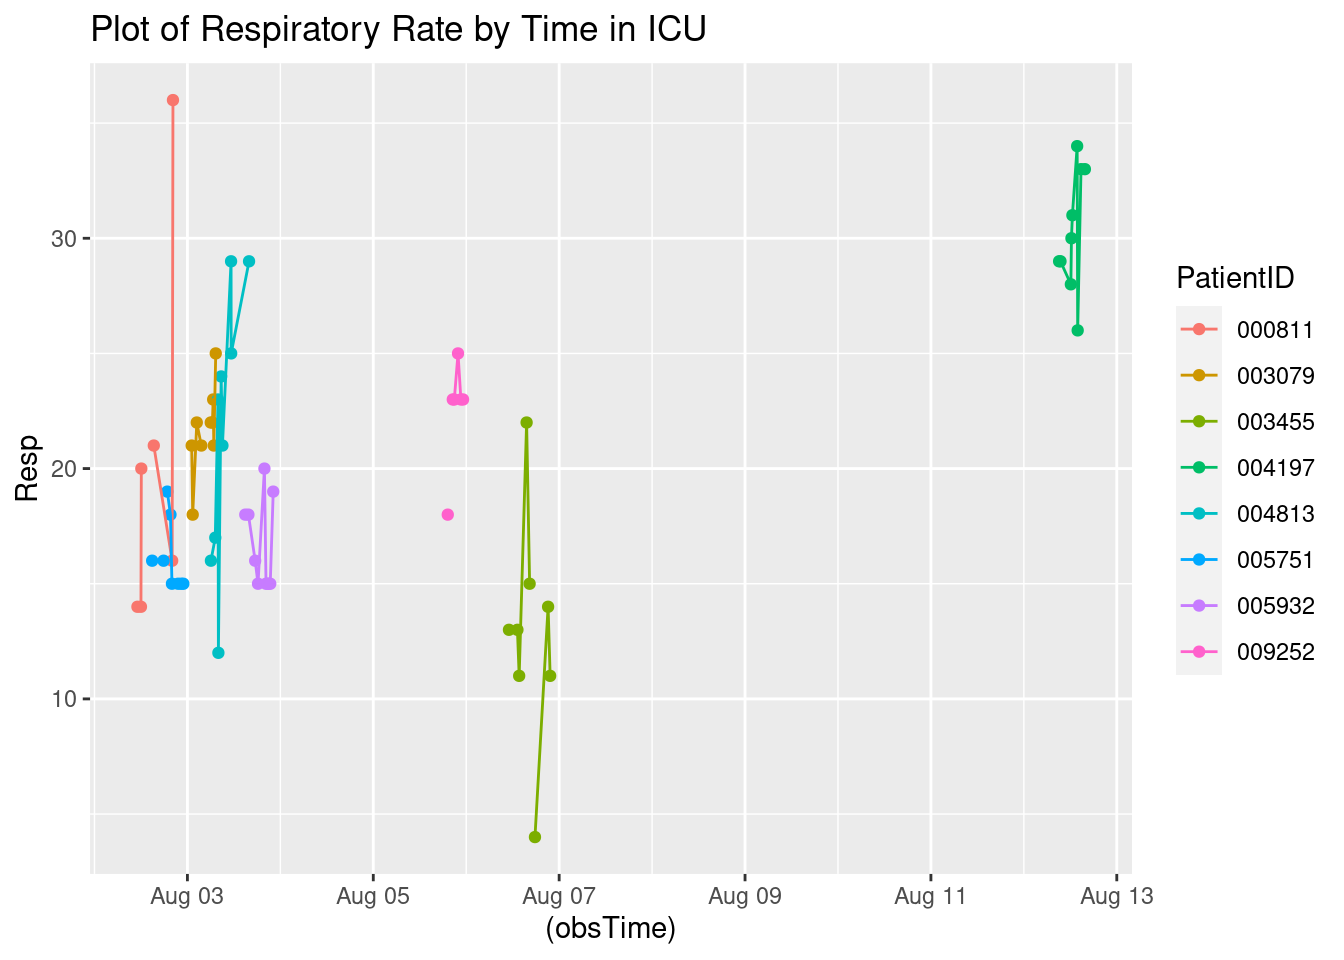 Plot of Respiratory Rate by Time in ICU
Resp
30
20
10
Aug 03
Aug 05
Aug 07
Aug 09
Aug 11
Aug 13
(obsTime)
PatientID
000811
003079
003455
004197
004813
005751
005932
009252